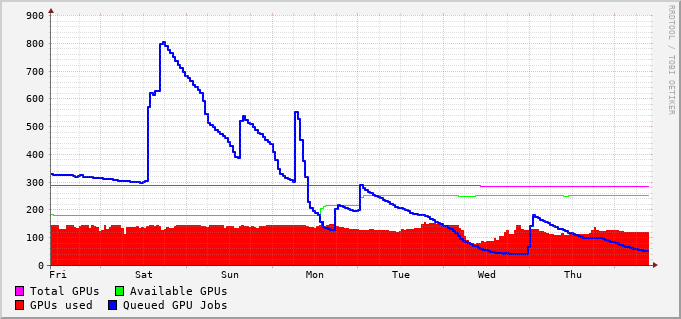 900
800
700
600
500
400
300
200
100
0
Fri Sat Sun Mon Tue Wed Thu
Total GPUs Available GPUs
GPUs used Queued GPU Jobs
RRDTOOL / TOBI OETIKER